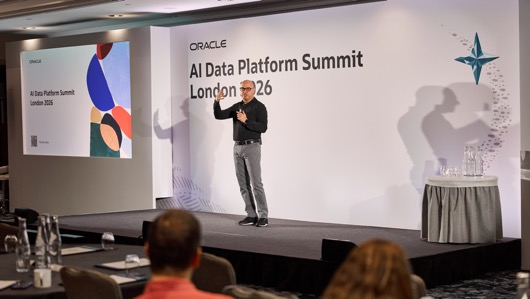 ORACLE
AI Data Platform Summit
London 2026
ORACLE
AI Data Platform Summit
London 2026